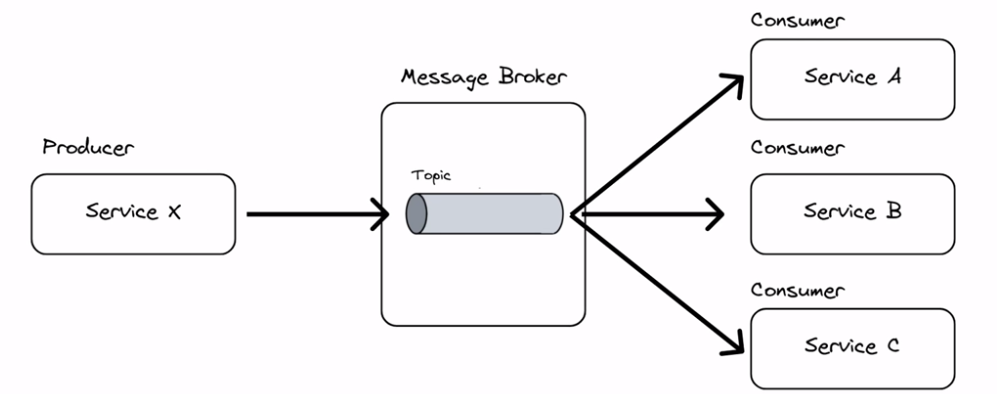 Producer
Service X
Message Broker
Topic
Consumer
Service A
Consumer
Service B
Consumer
Service C